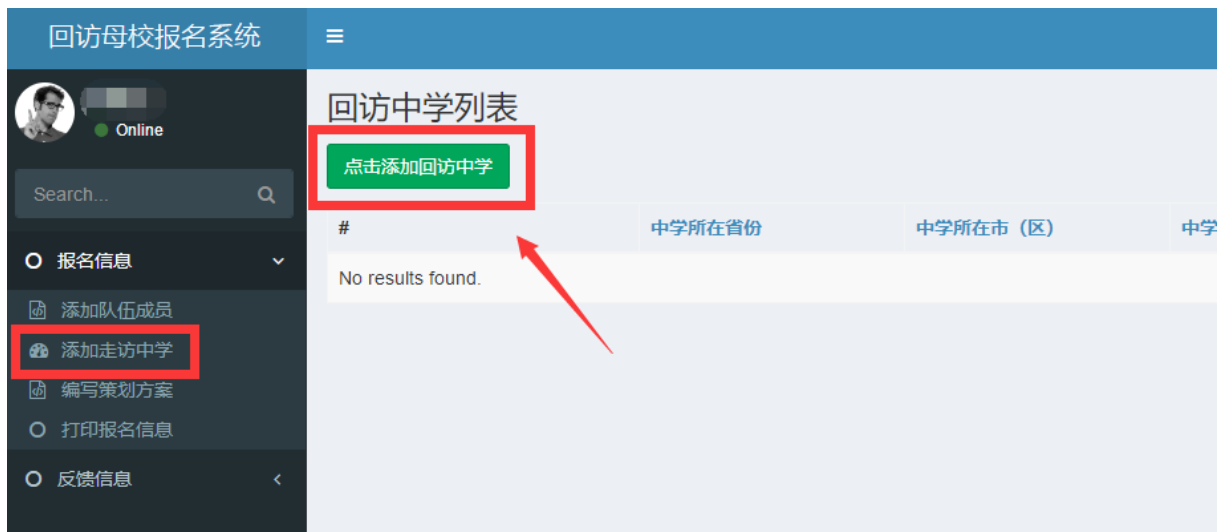 回访母校报名系统
Online
Search...
报名信息
添加队伍成员
添加走访中学
编写策划方案
打印报名信息
反馈信息
回访中学列表
点击添加回访中学
# 中学所在省份 中学所在市（区） 中学
No results found.